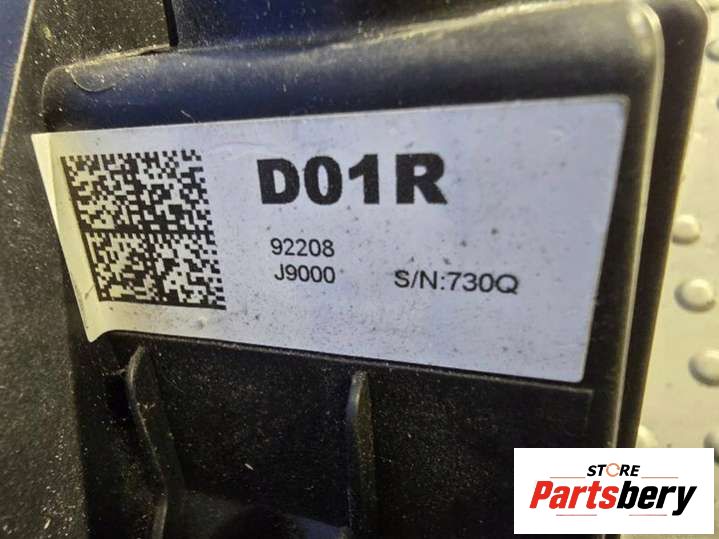 D01R
92208
J9000 S/N:730Q
STORE
Partsbery